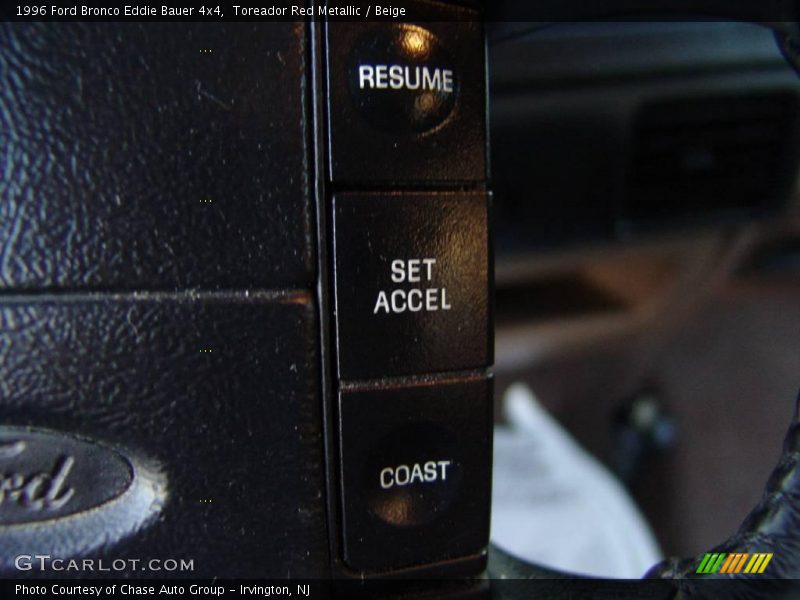 1996 Ford Bronco Eddie Bauer 4x4,  Toreador Red Metallic / Beige
RESUME
SET
ACCEL
COAST
Ford
GTCARLOT.COM
Photo Courtesy of Chase Auto Group - Irvington, NJ